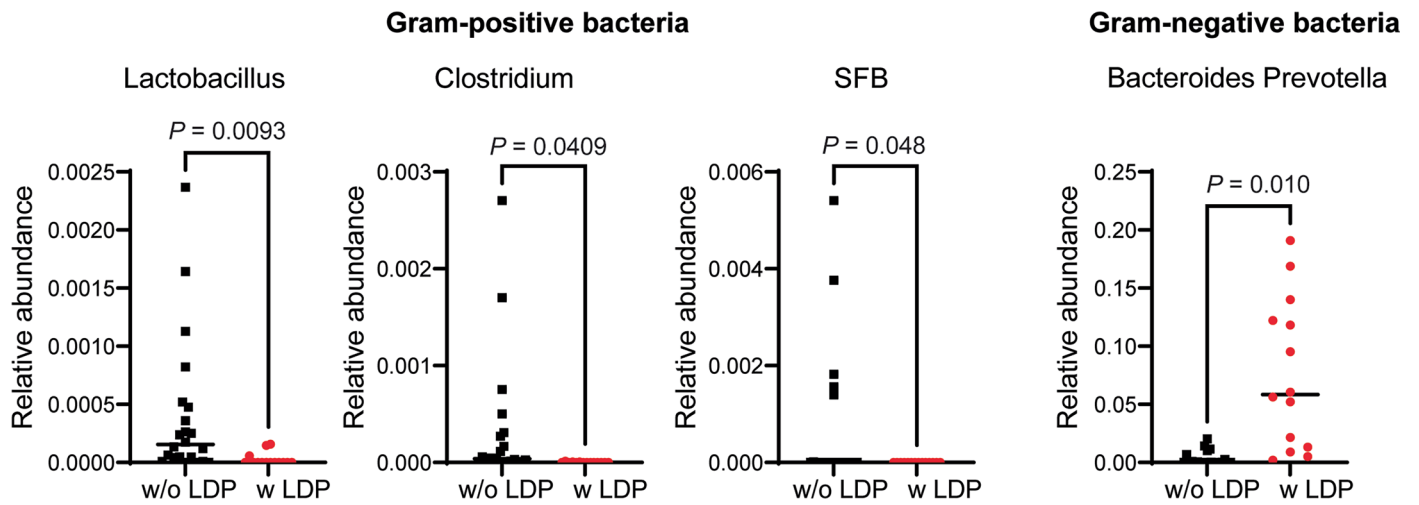 Gram-positive bacteria
Gram-negative bacteria
Lactobacillus
Clostridium
SFB
Bacteroides Prevotella
P = 0.0093
P = 0.0409
P = 0.048
P = 0.010
Relative abundance
0.0025
0.0020
0.0015
0.0010
0.0005
0.0000
w/o LDP
w LDP
Relative abundance
0.003
0.002
0.001
0.000
w/o LDP
w LDP
Relative abundance
0.006
0.004
0.002
0.000
w/o LDP
w LDP
Relative abundance
0.25
0.20
0.15
0.10
0.05
0.00
w/o LDP
w LDP